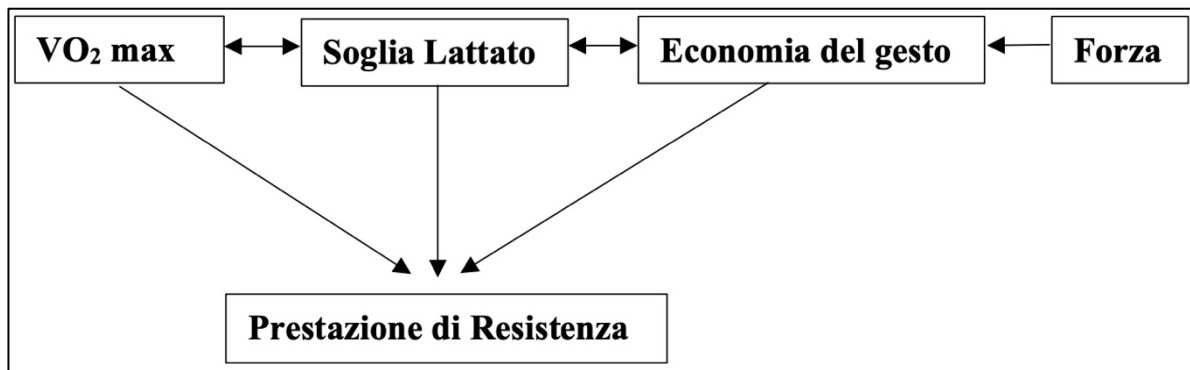 VO₂ max
Soglia Lattato
Economia del gesto
Forza
Prestazione di Resistenza